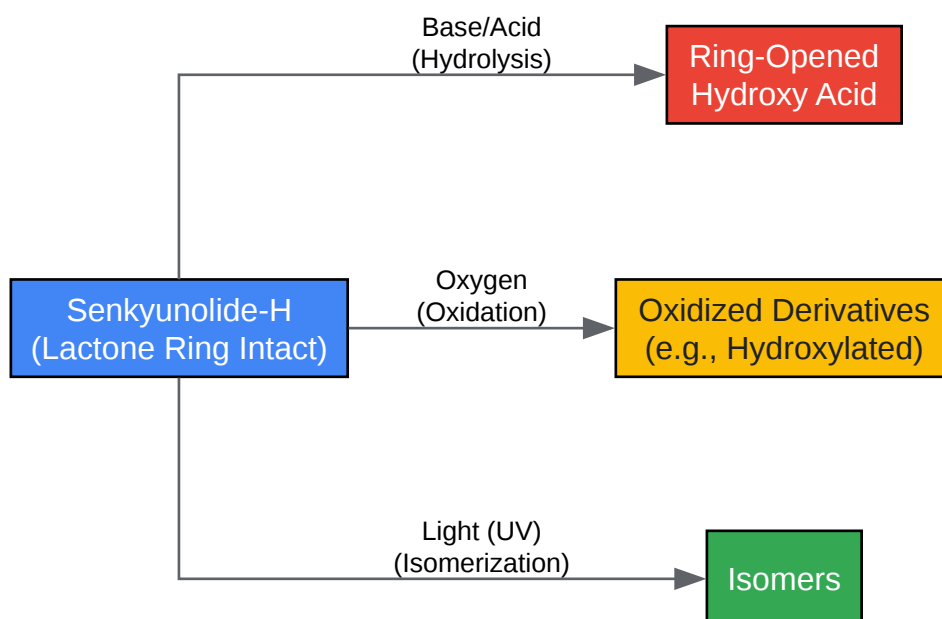 Base/Acid
(Hydrolysis)
Ring-Opened
Hydroxy Acid
Senkyunolide-H
(Lactone Ring Intact)
Oxygen
(Oxidation)
Oxidized Derivatives
(e.g., Hydroxylated)
Light (UV)
(Isomerization)
Isomers